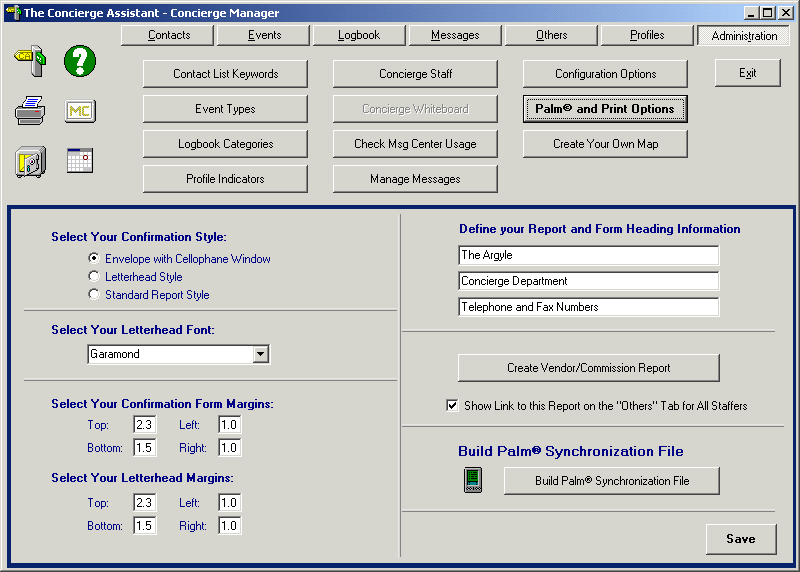 The Concierge Assistant - Concierge Manager
Contacts Events Logbook Messages Others Profiles Administration
Contact List Keywords Concierge Staff Configuration Options Exit
Event Types Concierge Whiteboard Palm® and Print Options
MC
Logbook Categories Check Msg Center Usage Create Your Own Map
Profile Indicators Manage Messages
Select Your Confirmation Style:
Envelope with Cellophane Window
Letterhead Style
Standard Report Style
Select Your Letterhead Font:
Garamond
Select Your Confirmation Form Margins:
Top: 2.3 Left: 1.0
Bottom: 1.5 Right: 1.0
Select Your Letterhead Margins:
Top: 2.3 Left: 1.0
Bottom: 1.5 Right: 1.0
Define your Report and Form Heading Information
The Argyle
Concierge Department
Telephone and Fax Numbers
Create Vendor/Commission Report
Show Link to this Report on the "Others" Tab for All Staffers
Build Palm® Synchronization File
Build Palm® Synchronization File
Save